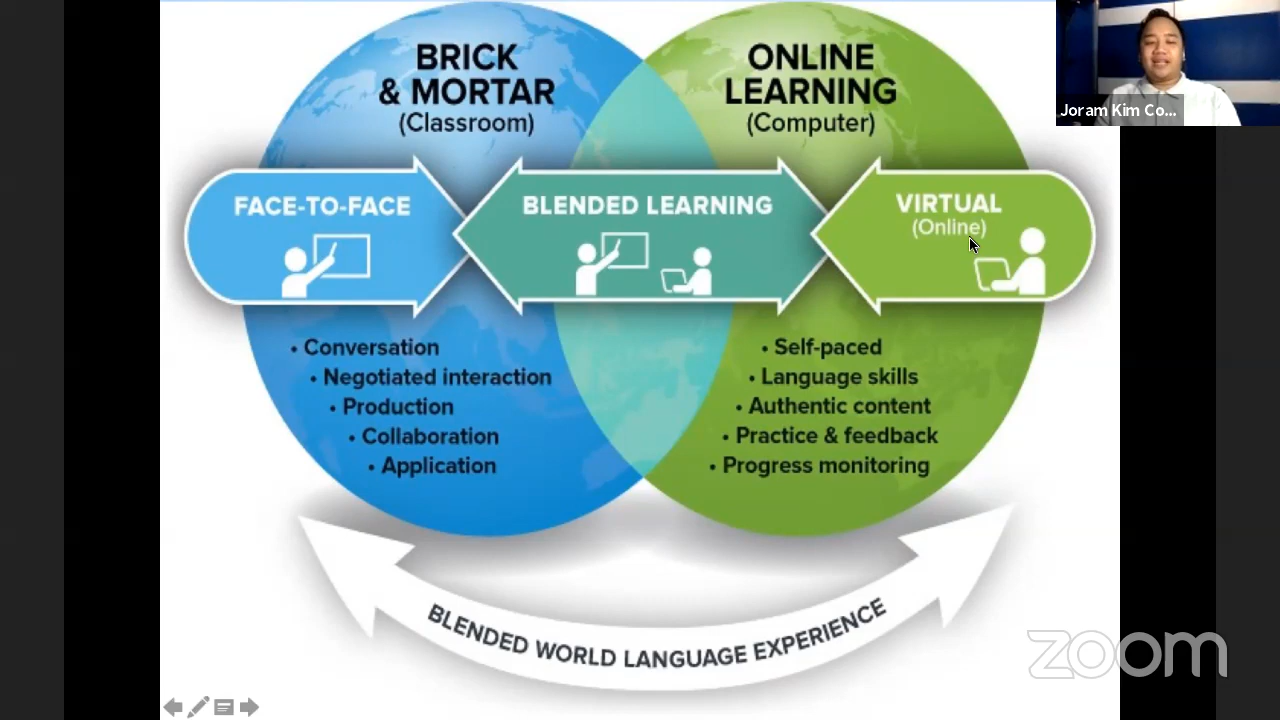 BRICK
& MORTAR
(Classroom)
ONLINE
LEARNING
(Computer)
Joram Kim Co...
FACE-TO-FACE
BLENDED LEARNING
VIRTUAL
(Online)
• Conversation
• Negotiated interaction
• Production
• Collaboration
• Application
• Self-paced
• Language skills
• Authentic content
• Practice & feedback
• Progress monitoring
BLENDED WORLD LANGUAGE EXPERIENCE
zoom